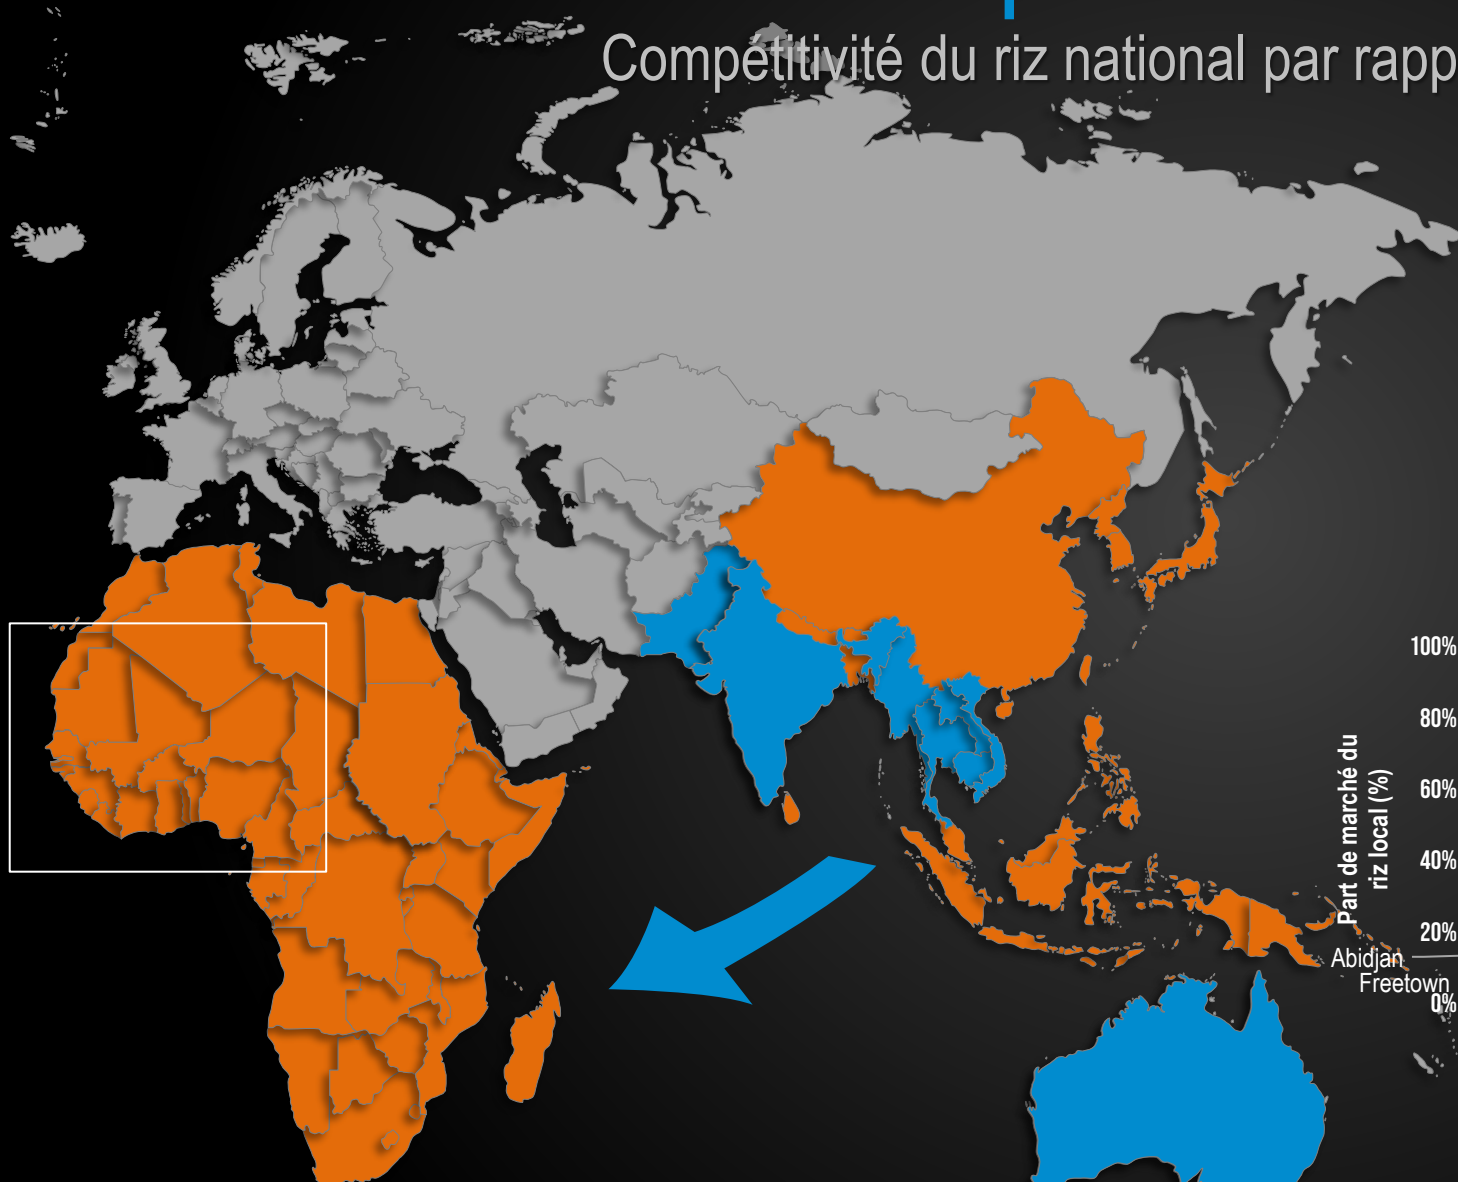 Compétitivité du riz national par rapp
100%
80%
60%
40%
20%
0%
Part de marché du
riz local (%)
Abidjan
Freetown